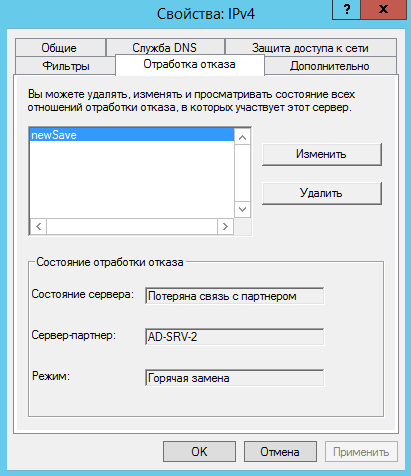 Свойства: IPv4
?
Общие
Служба DNS
Защита доступа к сети
Фильтры
Отработка отказа
Дополнительно
Вы можете удалять, изменять и просматривать состояние всех
отношений отработки отказа, в которых участвует этот сервер.
newSave
Изменить
Удалить
Состояние отработки отказа
Состояние сервера: Потеряна связь с партнером
Сервер-партнер: AD-SRV-2
Режим: Горячая замена
OK
Отмена
Применить